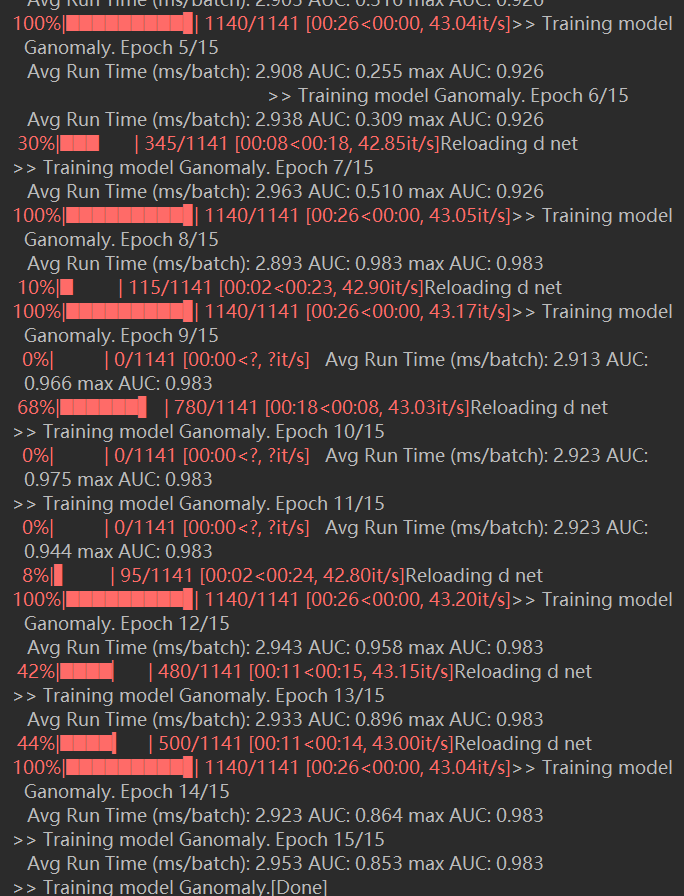 Avg Run Time (ms/batch): 2.905 AUC: 0.516 max AUC: 0.926
100%|██████████| 1140/1141 [00:26<00:00, 43.04it/s]>> Training model
Ganomaly. Epoch 5/15
Avg Run Time (ms/batch): 2.908 AUC: 0.255 max AUC: 0.926
>> Training model Ganomaly. Epoch 6/15
Avg Run Time (ms/batch): 2.938 AUC: 0.309 max AUC: 0.926
30%|███ | 345/1141 [00:08<00:18, 42.85it/s]Reloading d net
>> Training model Ganomaly. Epoch 7/15
Avg Run Time (ms/batch): 2.963 AUC: 0.510 max AUC: 0.926
100%|██████████| 1140/1141 [00:26<00:00, 43.05it/s]>> Training model
Ganomaly. Epoch 8/15
Avg Run Time (ms/batch): 2.893 AUC: 0.983 max AUC: 0.983
10%|█ | 115/1141 [00:02<00:23, 42.90it/s]Reloading d net
100%|██████████| 1140/1141 [00:26<00:00, 43.17it/s]>> Training model
Ganomaly. Epoch 9/15
0%| | 0/1141 [00:00<?, ?it/s] Avg Run Time (ms/batch): 2.913 AUC:
0.966 max AUC: 0.983
68%|██████▊ | 780/1141 [00:18<00:08, 43.03it/s]Reloading d net
>> Training model Ganomaly. Epoch 10/15
0%| | 0/1141 [00:00<?, ?it/s] Avg Run Time (ms/batch): 2.923 AUC:
0.975 max AUC: 0.983
>> Training model Ganomaly. Epoch 11/15
0%| | 0/1141 [00:00<?, ?it/s] Avg Run Time (ms/batch): 2.923 AUC:
0.944 max AUC: 0.983
8%|▊ | 95/1141 [00:02<00:24, 42.80it/s]Reloading d net
100%|██████████| 1140/1141 [00:26<00:00, 43.20it/s]>> Training model
Ganomaly. Epoch 12/15
Avg Run Time (ms/batch): 2.943 AUC: 0.958 max AUC: 0.983
42%|████▏ | 480/1141 [00:11<00:15, 43.15it/s]Reloading d net
>> Training model Ganomaly. Epoch 13/15
Avg Run Time (ms/batch): 2.933 AUC: 0.896 max AUC: 0.983
44%|████▍ | 500/1141 [00:11<00:14, 43.00it/s]Reloading d net
100%|██████████| 1140/1141 [00:26<00:00, 43.04it/s]>> Training model
Ganomaly. Epoch 14/15
Avg Run Time (ms/batch): 2.923 AUC: 0.864 max AUC: 0.983
>> Training model Ganomaly. Epoch 15/15
Avg Run Time (ms/batch): 2.953 AUC: 0.853 max AUC: 0.983
>> Training model Ganomaly.[Done]